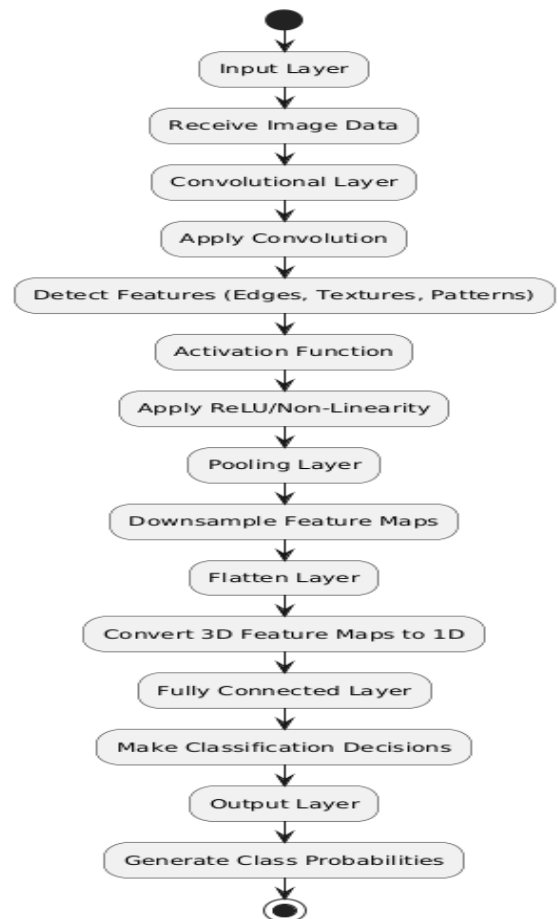 Input Layer
Receive Image Data
Convolutional Layer
Apply Convolution
Detect Features (Edges, Textures, Patterns)
Activation Function
Apply ReLU/Non-Linearity
Pooling Layer
Downsample Feature Maps
Flatten Layer
Convert 3D Feature Maps to 1D
Fully Connected Layer
Make Classification Decisions
Output Layer
Generate Class Probabilities